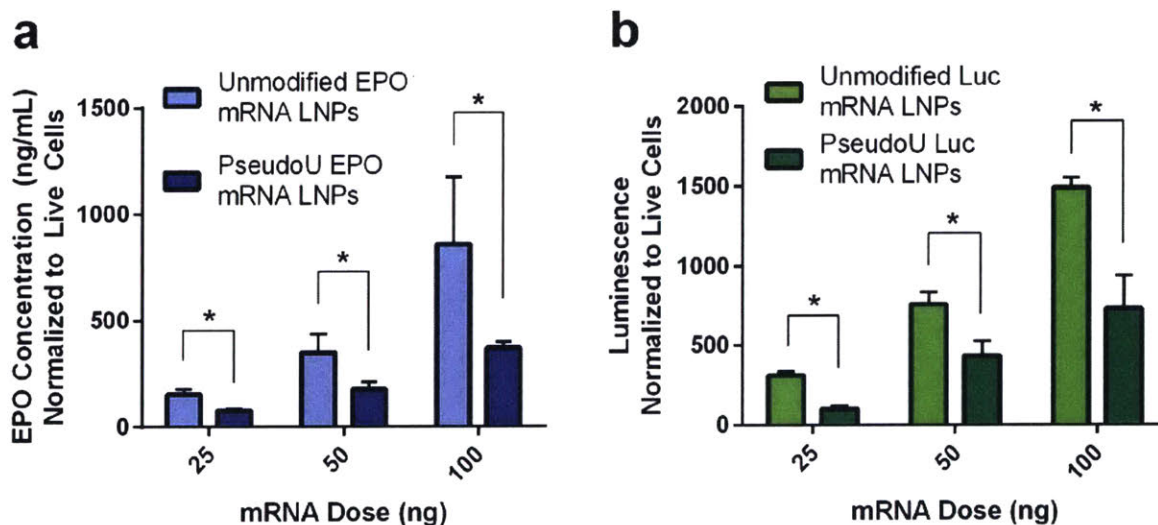 a
EPO Concentration (ng/mL)
Normalized to Live Cells
1500
1000
500
0
Unmodified EPO
mRNA LNPs
PseudoU EPO
mRNA LNPs
*
*
*
25
50
100
mRNA Dose (ng)
b
Luminescence
Normalized to Live Cells
2000
1500
1000
500
0
Unmodified Luc
mRNA LNPs
PseudoU Luc
mRNA LNPs
*
*
*
25
50
100
mRNA Dose (ng)